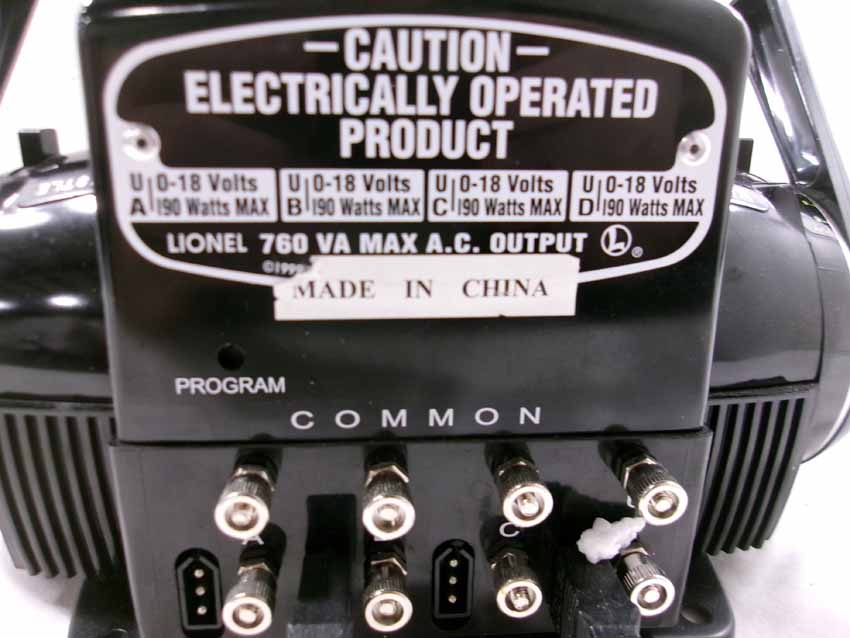 CAUTION
ELECTRICALLY OPERATED
PRODUCT
U 0-18 Volts U 0-18 Volts U 0-18 Volts U 0-18 Volts
A 190 Watts MAX B 190 Watts MAX C 190 Watts MAX D 190 Watts MAX
LIONEL 760 VA MAX A.C. OUTPUT L ®
MADE IN CHINA
PROGRAM
COMMON
A C